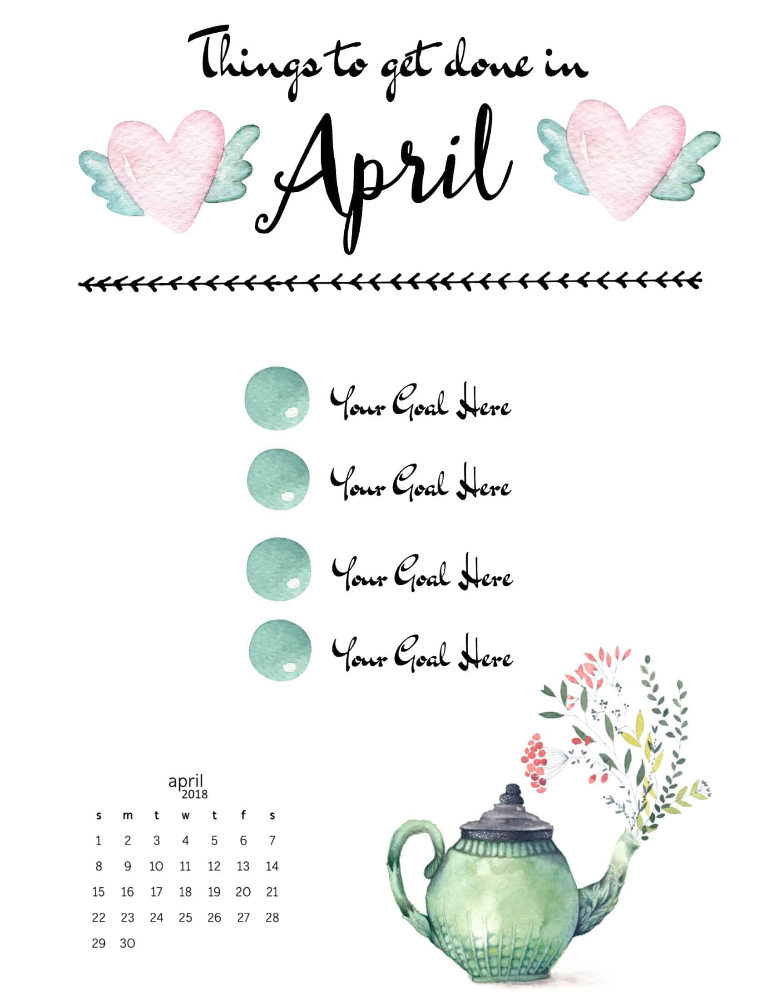 Things to get done in
April
Your Goal Here
Your Goal Here
Your Goal Here
Your Goal Here
april
2018
s m t w t f s
1 2 3 4 5 6 7
8 9 10 11 12 13 14
15 16 17 18 19 20 21
22 23 24 25 26 27 28
29 30